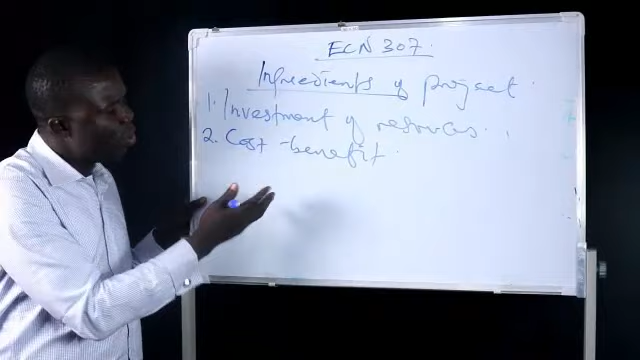 ECN 307.
Ingredients of project.
1. Investment of resources.
2. Cost-benefit.